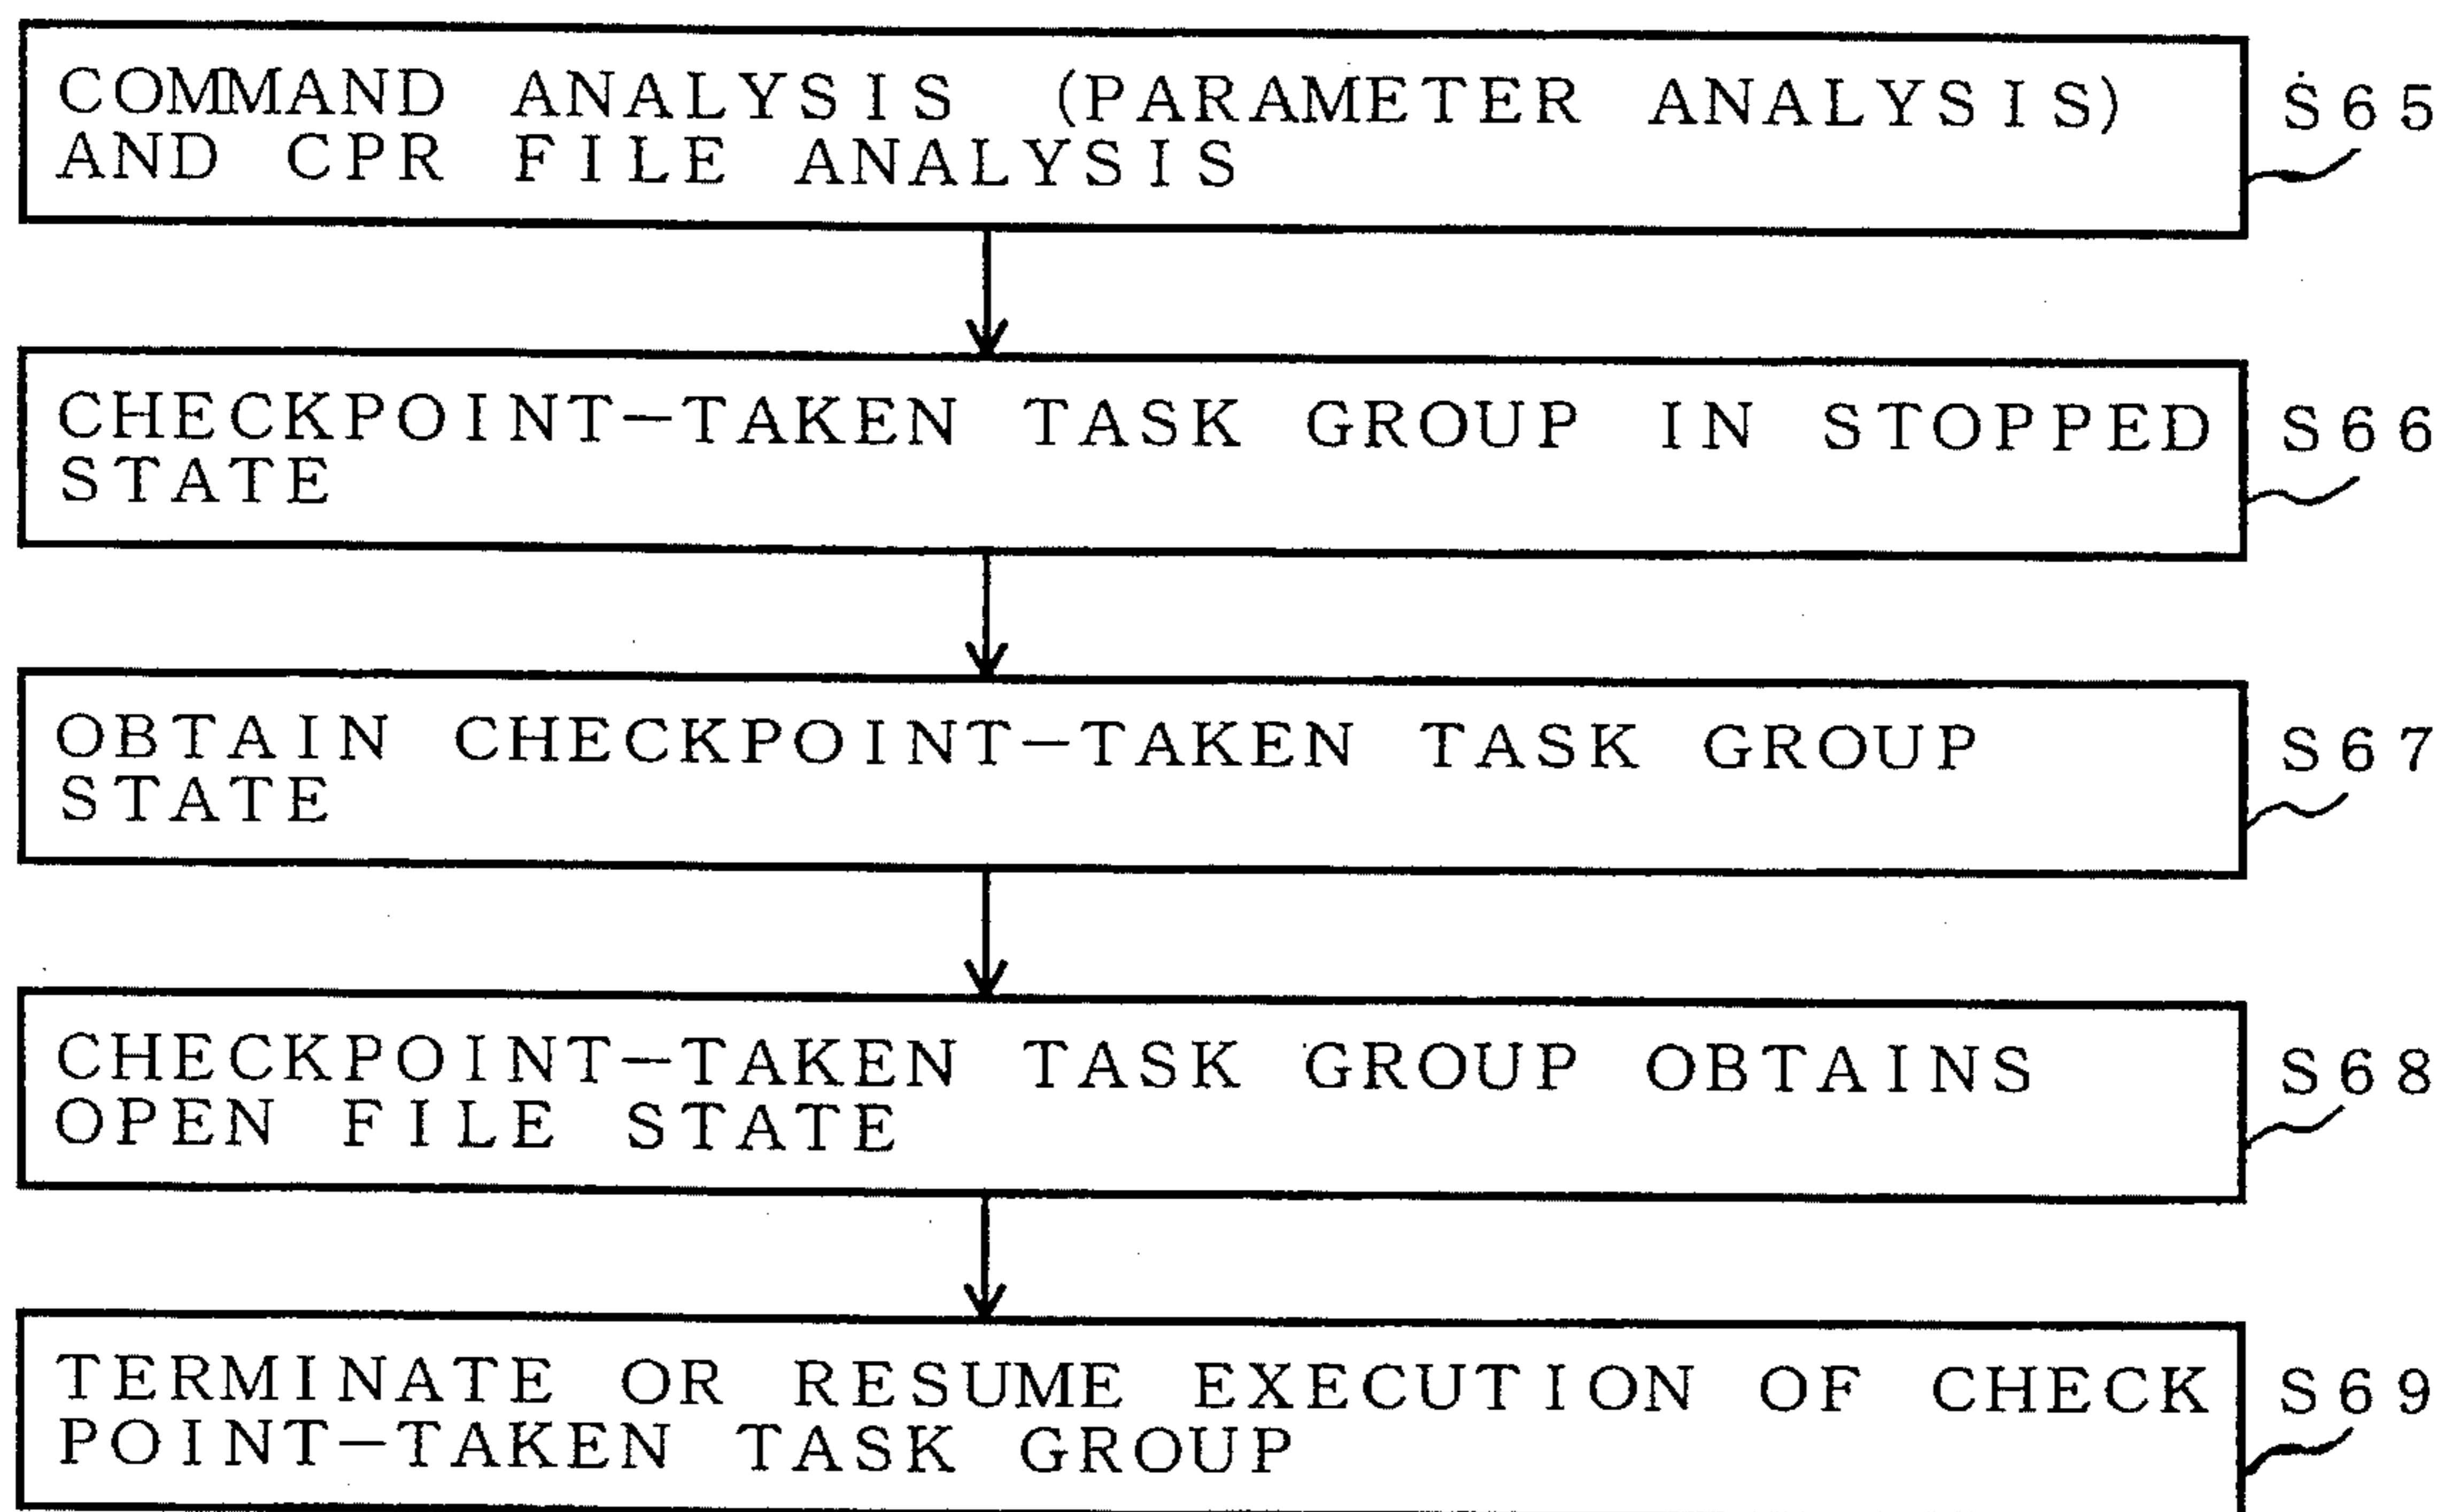 COMMAND ANALYSIS (PARAMETER ANALYSIS)
AND CPR FILE ANALYSIS
S65
CHECKPOINT-TAKEN TASK GROUP IN STOPPED
STATE
S66
OBTAIN CHECKPOINT-TAKEN TASK GROUP
STATE
S67
CHECKPOINT-TAKEN TASK GROUP OBTAINS
OPEN FILE STATE
S68
TERMINATE OR RESUME EXECUTION OF CHECK
POINT-TAKEN TASK GROUP
S69